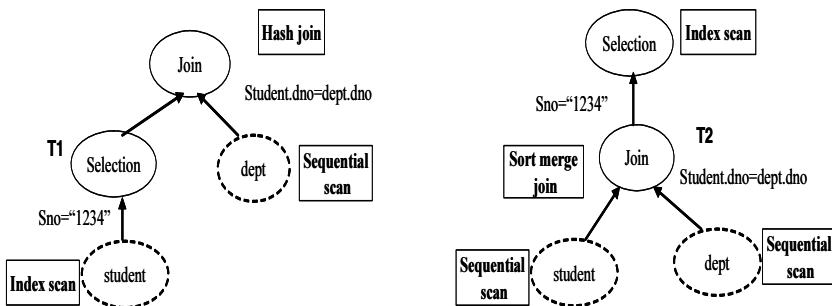 Hash join
Join
Student.dno=dept.dno
T1
Selection
dept
Sequential
scan
Sno=“1234”
Index scan
student
Selection
Index scan
Sno=“1234”
T2
Sort merge
join
Join
Student.dno=dept.dno
Sequential
scan
student
dept
Sequential
scan